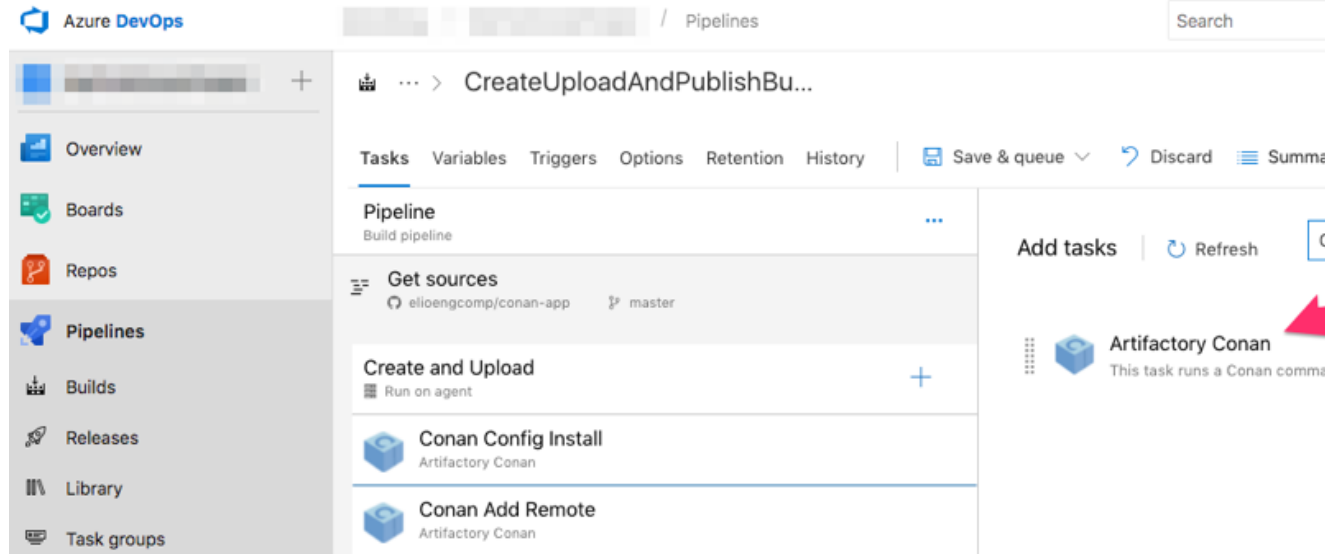 Azure DevOps
/ Pipelines
Search
CreateUploadAndPublishBu...
Overview
Boards
Repos
Pipelines
Builds
Releases
Library
Task groups
Tasks Variables Triggers Options Retention History
Save & queue Discard
Pipeline
Build pipeline
Get sources
elioengcomp/conan-app master
Create and Upload
Run on agent
Conan Config Install
Artifactory Conan
Conan Add Remote
Artifactory Conan
Add tasks Refresh
Artifactory Conan
This task runs a Conan